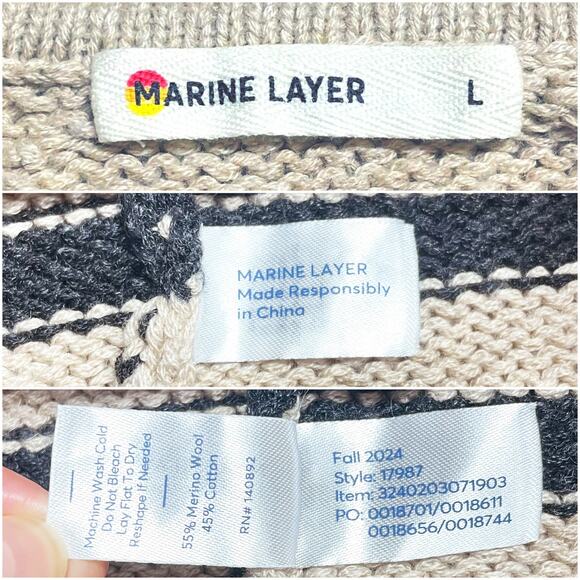 MARINE LAYER L
MARINE LAYER
Made Responsibly
in China
Machine Wash Cold
Do Not Bleach
Lay Flat To Dry
Reshape If Needed
55% Merino Wool
45% Cotton
RN# 140892
Fall 2024
Style: 17987
Item: 3240203071903
PO: 0018701/0018611
0018656/0018744